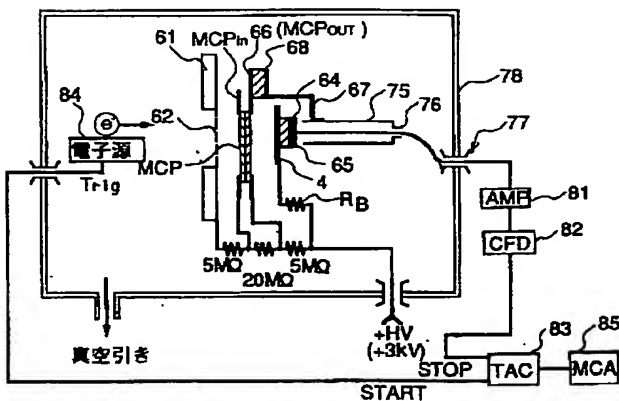 61
MCPin
66
(MCPOUT)
68
84
e⁻
62
64
67
75
76
78
電子源
77
MCP
65
Trig
4
RB
AMP
81
CFD
82
5MΩ
5MΩ
20MΩ
真空引き
+HV
(+3kV)
83
85
STOP
TAC
MCA
START